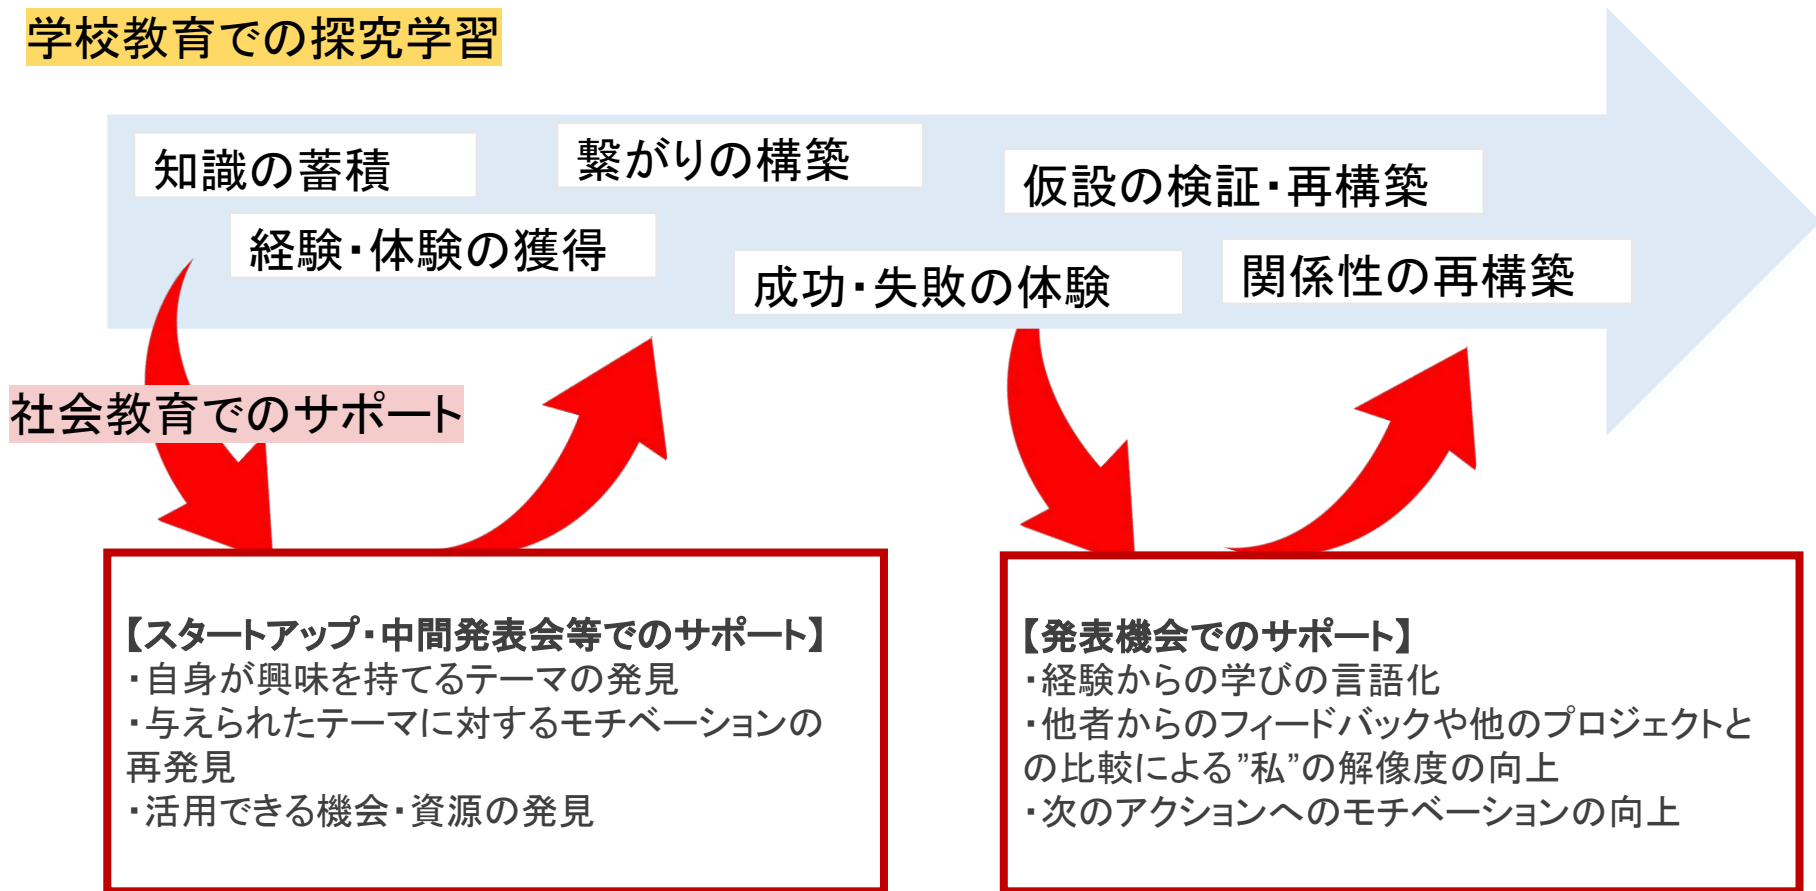 学校教育での探究学習
知識の蓄積
繋がりの構築
仮設の検証・再構築
経験・体験の獲得
成功・失敗の体験
関係性の再構築
社会教育でのサポート
【スタートアップ・中間発表会等でのサポート】
・自身が興味を持てるテーマの発見
・与えられたテーマに対するモチベーションの
再発見
・活用できる機会・資源の発見
【発表機会でのサポート】
・経験からの学びの言語化
・他者からのフィードバックや他のプロジェクトと
の比較による”私”の解像度の向上
・次のアクションへのモチベーションの向上